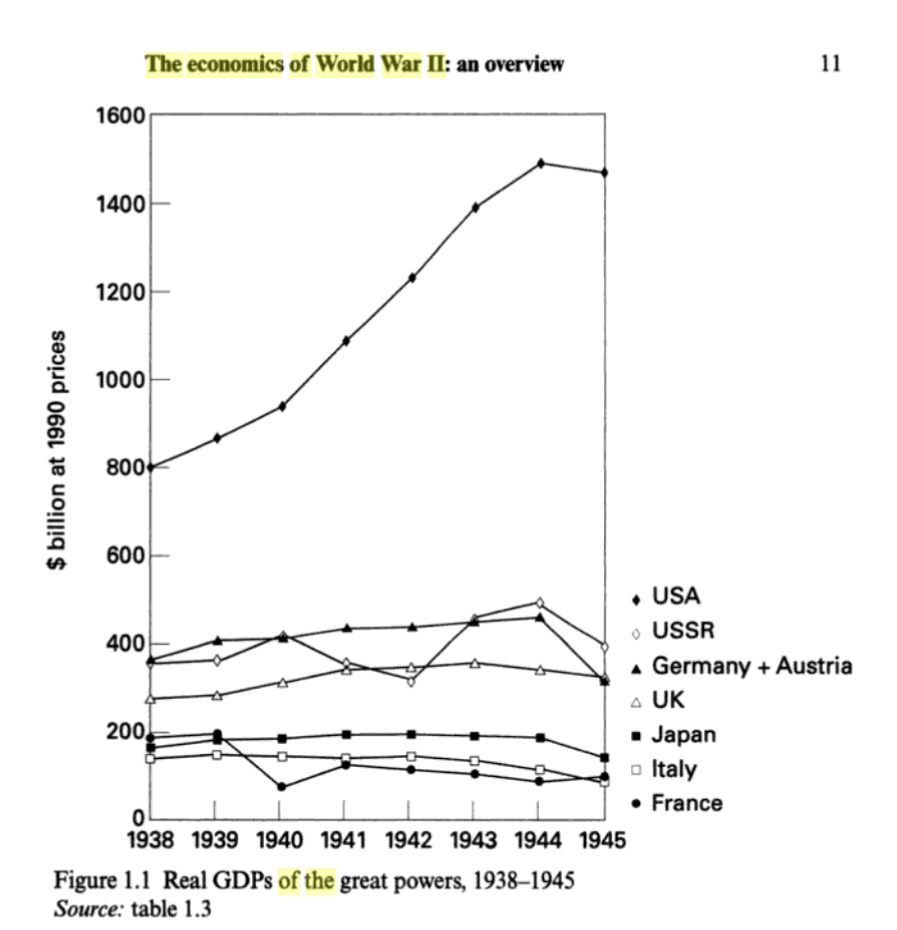 The economics of World War II: an overview 11
1600
1400
1200
1000
800
600
400
200
0
$ billion at 1990 prices
1938 1939 1940 1941 1942 1943 1944 1945
USA
USSR
Germany + Austria
UK
Japan
Italy
France
Figure 1.1 Real GDPs of the great powers, 1938–1945
Source: table 1.3